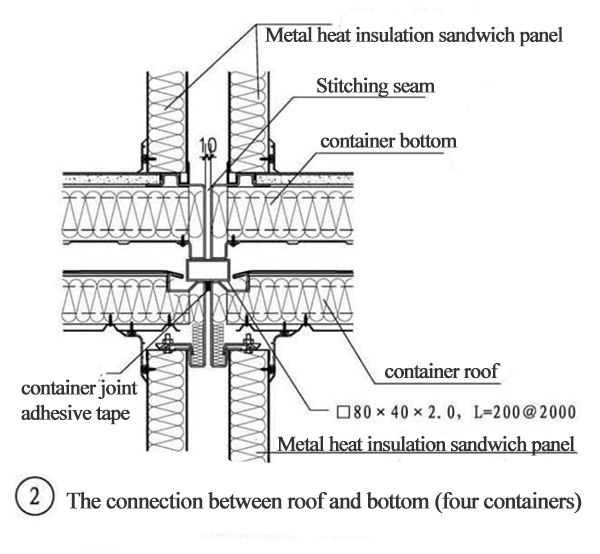 Metal heat insulation sandwich panel
Stitching seam
10
container bottom
container roof
container joint
adhesive tape
□80×40×2.0, L=200@2000
Metal heat insulation sandwich panel
2 The connection between roof and bottom (four containers)